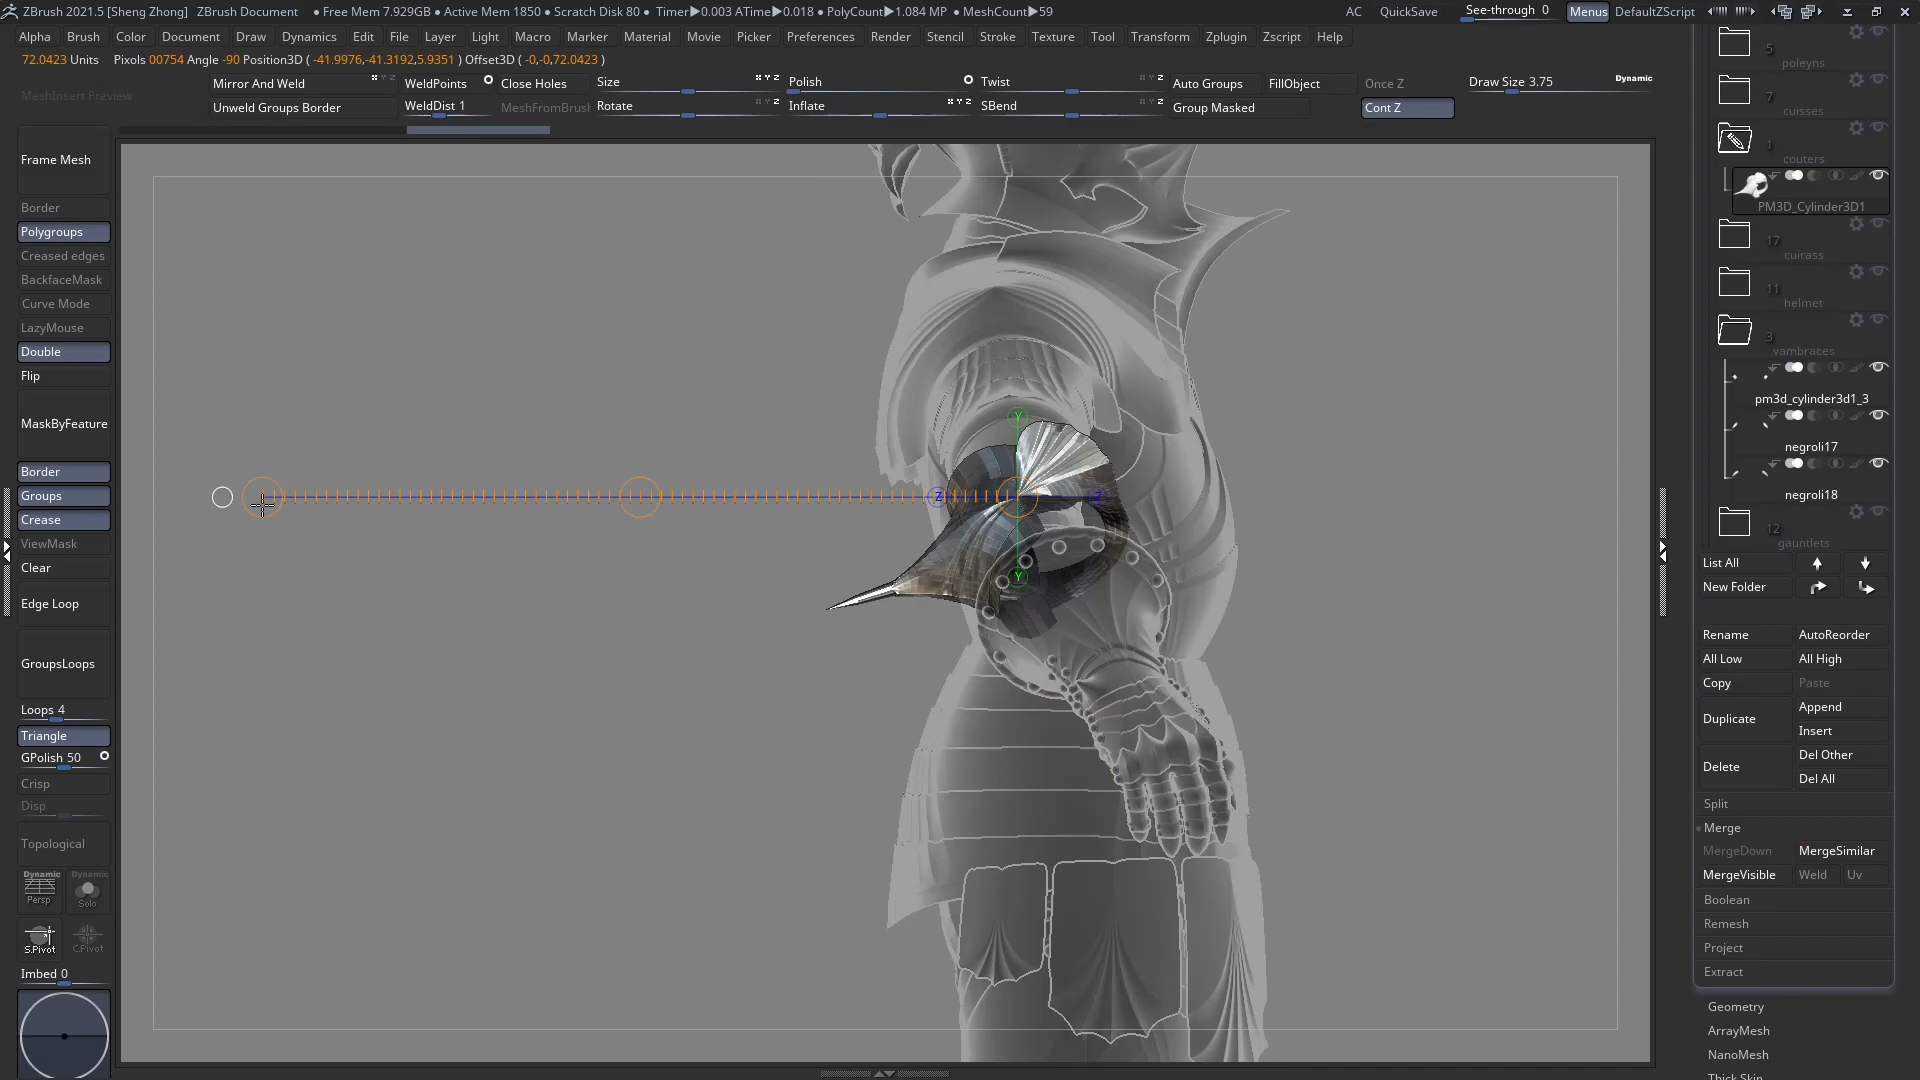 ZBrush 2021.5 [Sheng Zhong] ZBrush Document ● Free Mem 7.929GB ● Active Mem 1850 ● Scratch Disk 80 ● Timer▶0.003 ATime▶0.018 ● PolyCount▶1.084 MP ● MeshCount▶59 AC QuickSave See-through 0 Menus DefaultZScript
Alpha Brush Color Document Draw Dynamics Edit File Layer Light Macro Marker Material Movie Picker Preferences Render Stencil Stroke Texture Tool Transform Zplugin Zscript Help
72.0423 Units Pixols 00754 Angle -90 Position3D ( -41.9976,-41.3192,5.9351 ) Offset3D ( -0,-0,72.0423 )
MeshInsert Preview
Mirror And Weld WeldPoints Close Holes Size Polish Twist Auto Groups FillObject Once Z Draw Size 3.75 Dynamic
Unweld Groups Border WeldDist 1 MeshFromBrush Rotate Inflate SBend Group Masked Cont Z
Frame Mesh
Border
Polygroups
Creased edges
BackfaceMask
Curve Mode
LazyMouse
Double
Flip
MaskByFeature
Border
Groups
Crease
ViewMask
Clear
Edge Loop
GroupsLoops
Loops 4
Triangle
GPolish 50
Crisp
Disp
Topological
Dynamic Dynamic
Persp Solo
S.Pivot C.Pivot
Imbed 0
Y
Z Z
Y
5
poleyns
7
cuisses
1
couters
PM3D_Cylinder3D1
17
cuirass
11
helmet
3
vambraces
pm3d_cylinder3d1_3
negroli17
negroli18
12
gauntlets
List All
New Folder
Rename AutoReorder
All Low All High
Copy Paste
Duplicate Append
Insert
Delete Del Other
Del All
Split
Merge
MergeDown MergeSimilar
MergeVisible Weld Uv
Boolean
Remesh
Project
Extract
Geometry
ArrayMesh
NanoMesh
Thick Skin